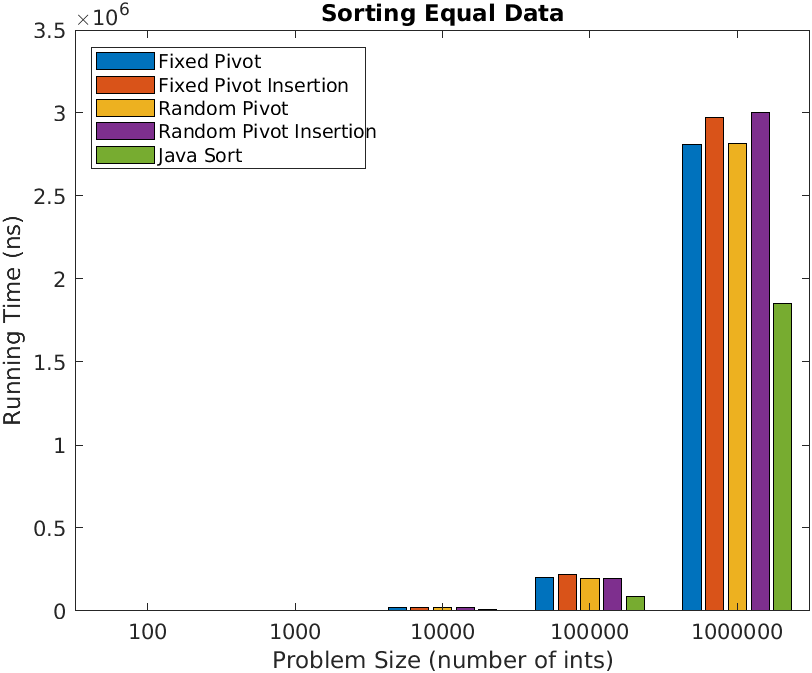 Sorting Equal Data
×10^6
3.5
3
2.5
2
1.5
1
0.5
0
Running Time (ns)
Fixed Pivot
Fixed Pivot Insertion
Random Pivot
Random Pivot Insertion
Java Sort
100 1000 10000 100000 1000000
Problem Size (number of ints)